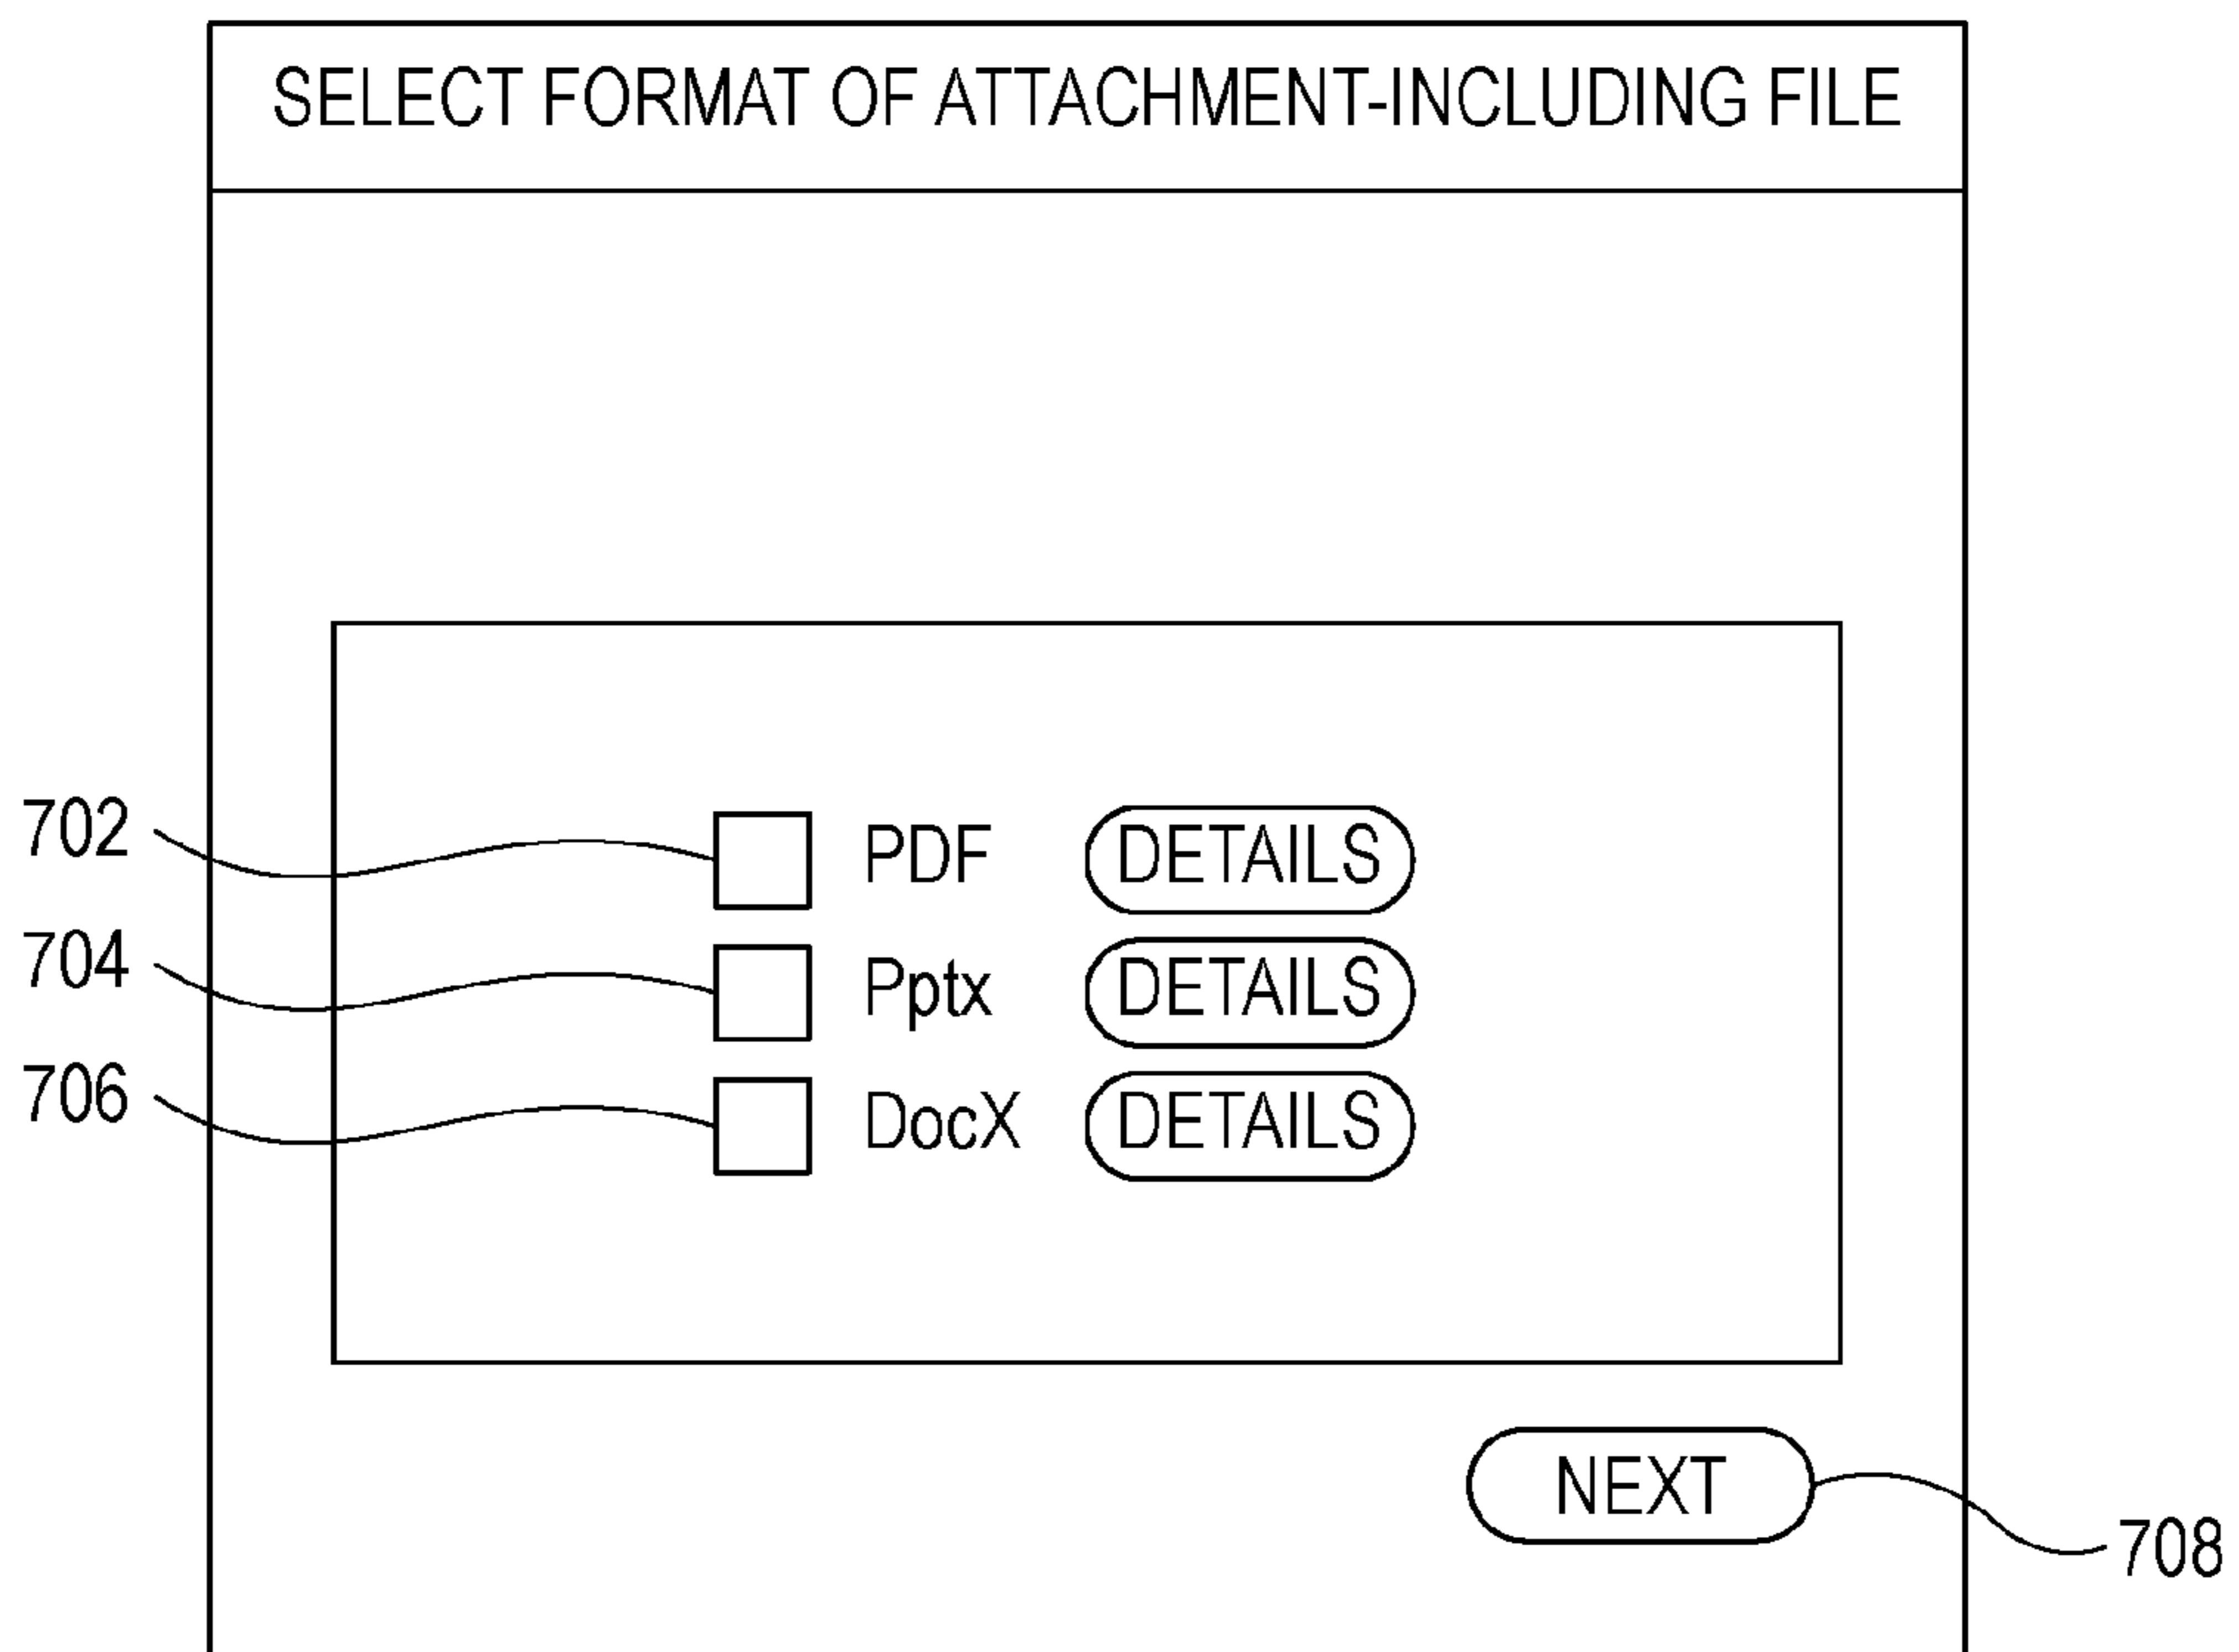 SELECT FORMAT OF ATTACHMENT-INCLUDING FILE
702 PDF DETAILS
704 Pptx DETAILS
706 DocX DETAILS
NEXT
708